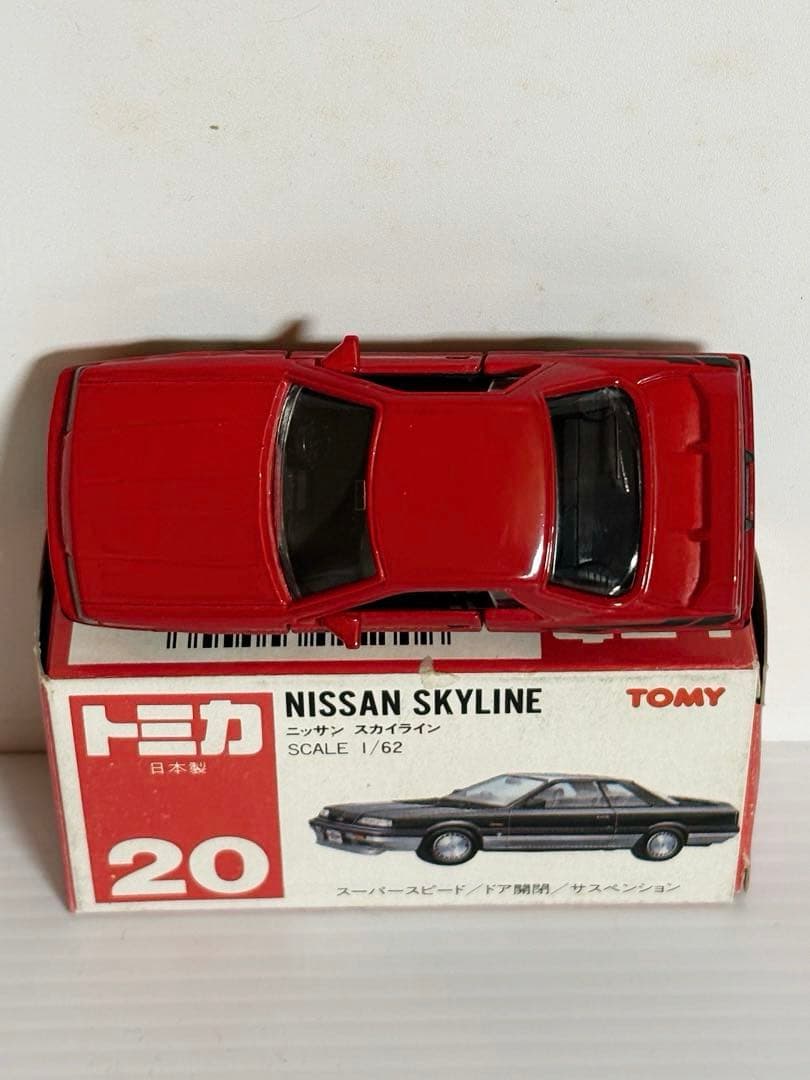 NISSAN SKYLINE
TOMY
トミカ
ニッサン スカイライン
日本製
SCALE 1/62
20
スーパースピード/ドア開閉/サスペンション